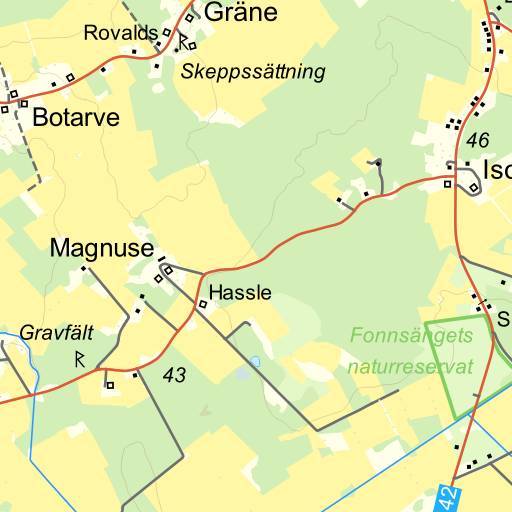 Gräne
Rovalds
Skeppssättning
Botarve
46
Magnuse
Hassle
Gravfält
Fonnsängets
naturreservat
43
42